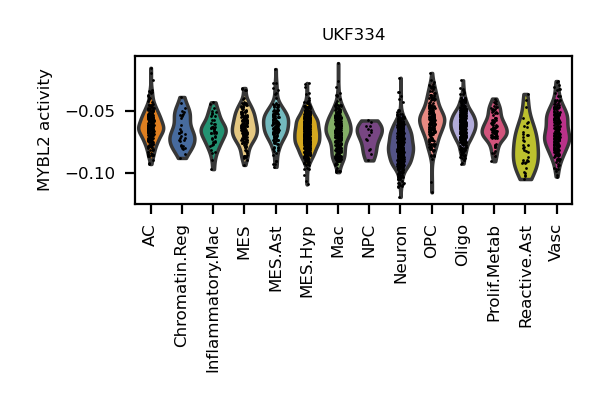 UKF334
MYBL2 activity
−0.05
−0.10
AC
Chromatin.Reg
Inflammatory.Mac
MES
MES.Ast
MES.Hyp
Mac
NPC
Neuron
OPC
Oligo
Prolif.Metab
Reactive.Ast
Vasc